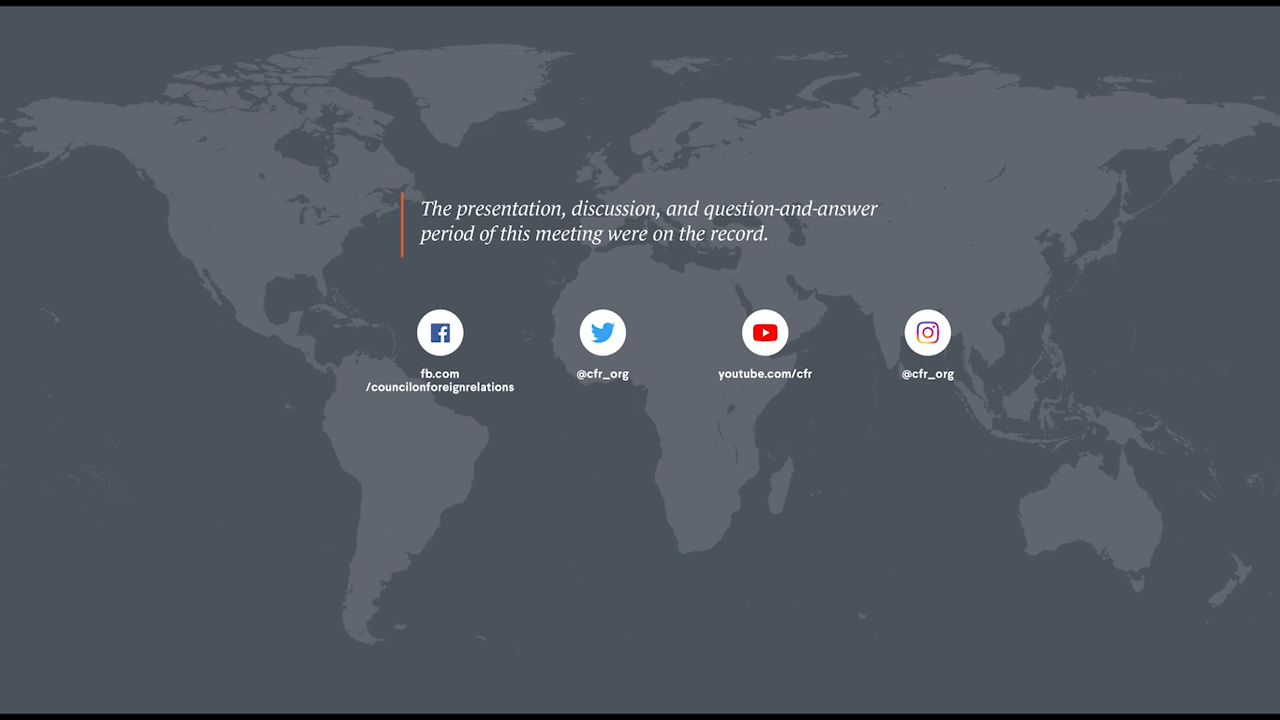 The presentation, discussion, and question-and-answer
period of this meeting were on the record.
fb.com
/councilonforeignrelations
@cfr_org
youtube.com/cfr
@cfr_org